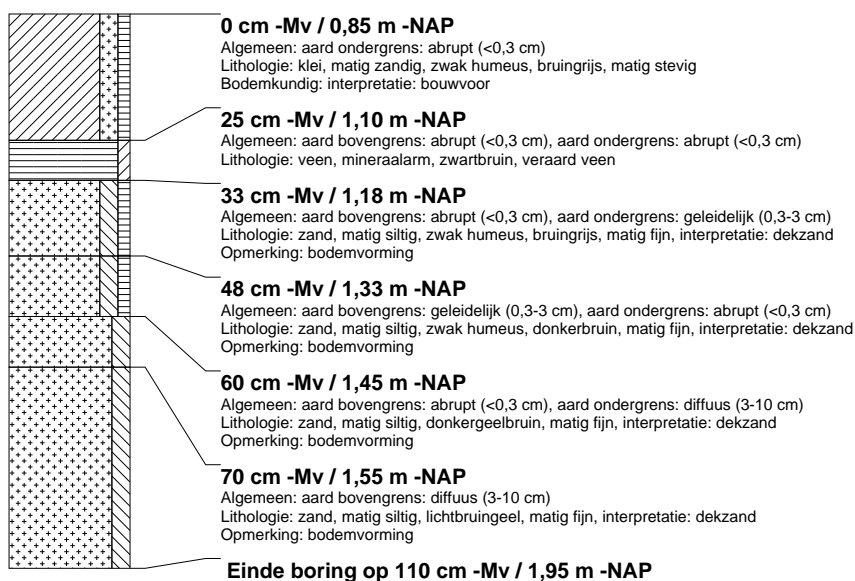 0 cm -Mv / 0,85 m -NAP
Algemeen: aard ondergrens: abrupt (<0,3 cm)
Lithologie: klei, matig zandig, zwak humeus, bruingrijs, matig stevig
Bodemkundig: interpretatie: bouwvoor
25 cm -Mv / 1,10 m -NAP
Algemeen: aard bovengrens: abrupt (<0,3 cm), aard ondergrens: abrupt (<0,3 cm)
Lithologie: veen, mineraalarm, zwartbruin, veraard veen
33 cm -Mv / 1,18 m -NAP
Algemeen: aard bovengrens: abrupt (<0,3 cm), aard ondergrens: geleidelijk (0,3-3 cm)
Lithologie: zand, matig siltig, zwak humeus, bruingrijs, matig fijn, interpretatie: dekzand
Opmerking: bodemvorming
48 cm -Mv / 1,33 m -NAP
Algemeen: aard bovengrens: geleidelijk (0,3-3 cm), aard ondergrens: abrupt (<0,3 cm)
Lithologie: zand, matig siltig, zwak humeus, donkerbruin, matig fijn, interpretatie: dekzand
Opmerking: bodemvorming
60 cm -Mv / 1,45 m -NAP
Algemeen: aard bovengrens: abrupt (<0,3 cm), aard ondergrens: diffuus (3-10 cm)
Lithologie: zand, matig siltig, donkergeelbruin, matig fijn, interpretatie: dekzand
Opmerking: bodemvorming
70 cm -Mv / 1,55 m -NAP
Algemeen: aard bovengrens: diffuus (3-10 cm)
Lithologie: zand, matig siltig, lichtbruingeel, matig fijn, interpretatie: dekzand
Opmerking: bodemvorming
Einde boring op 110 cm -Mv / 1,95 m -NAP